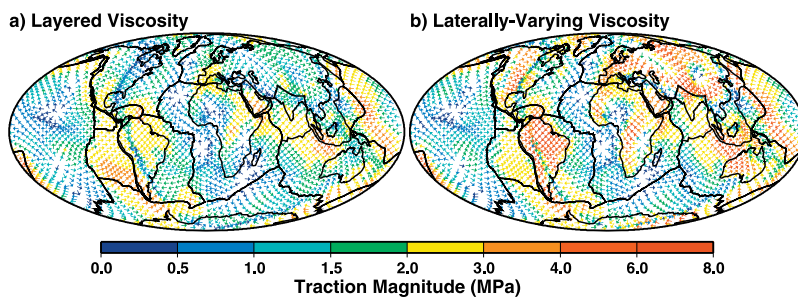 a) Layered Viscosity
b) Laterally-Varying Viscosity
0.0 0.5 1.0 1.5 2.0 3.0 4.0 6.0 8.0
Traction Magnitude (MPa)